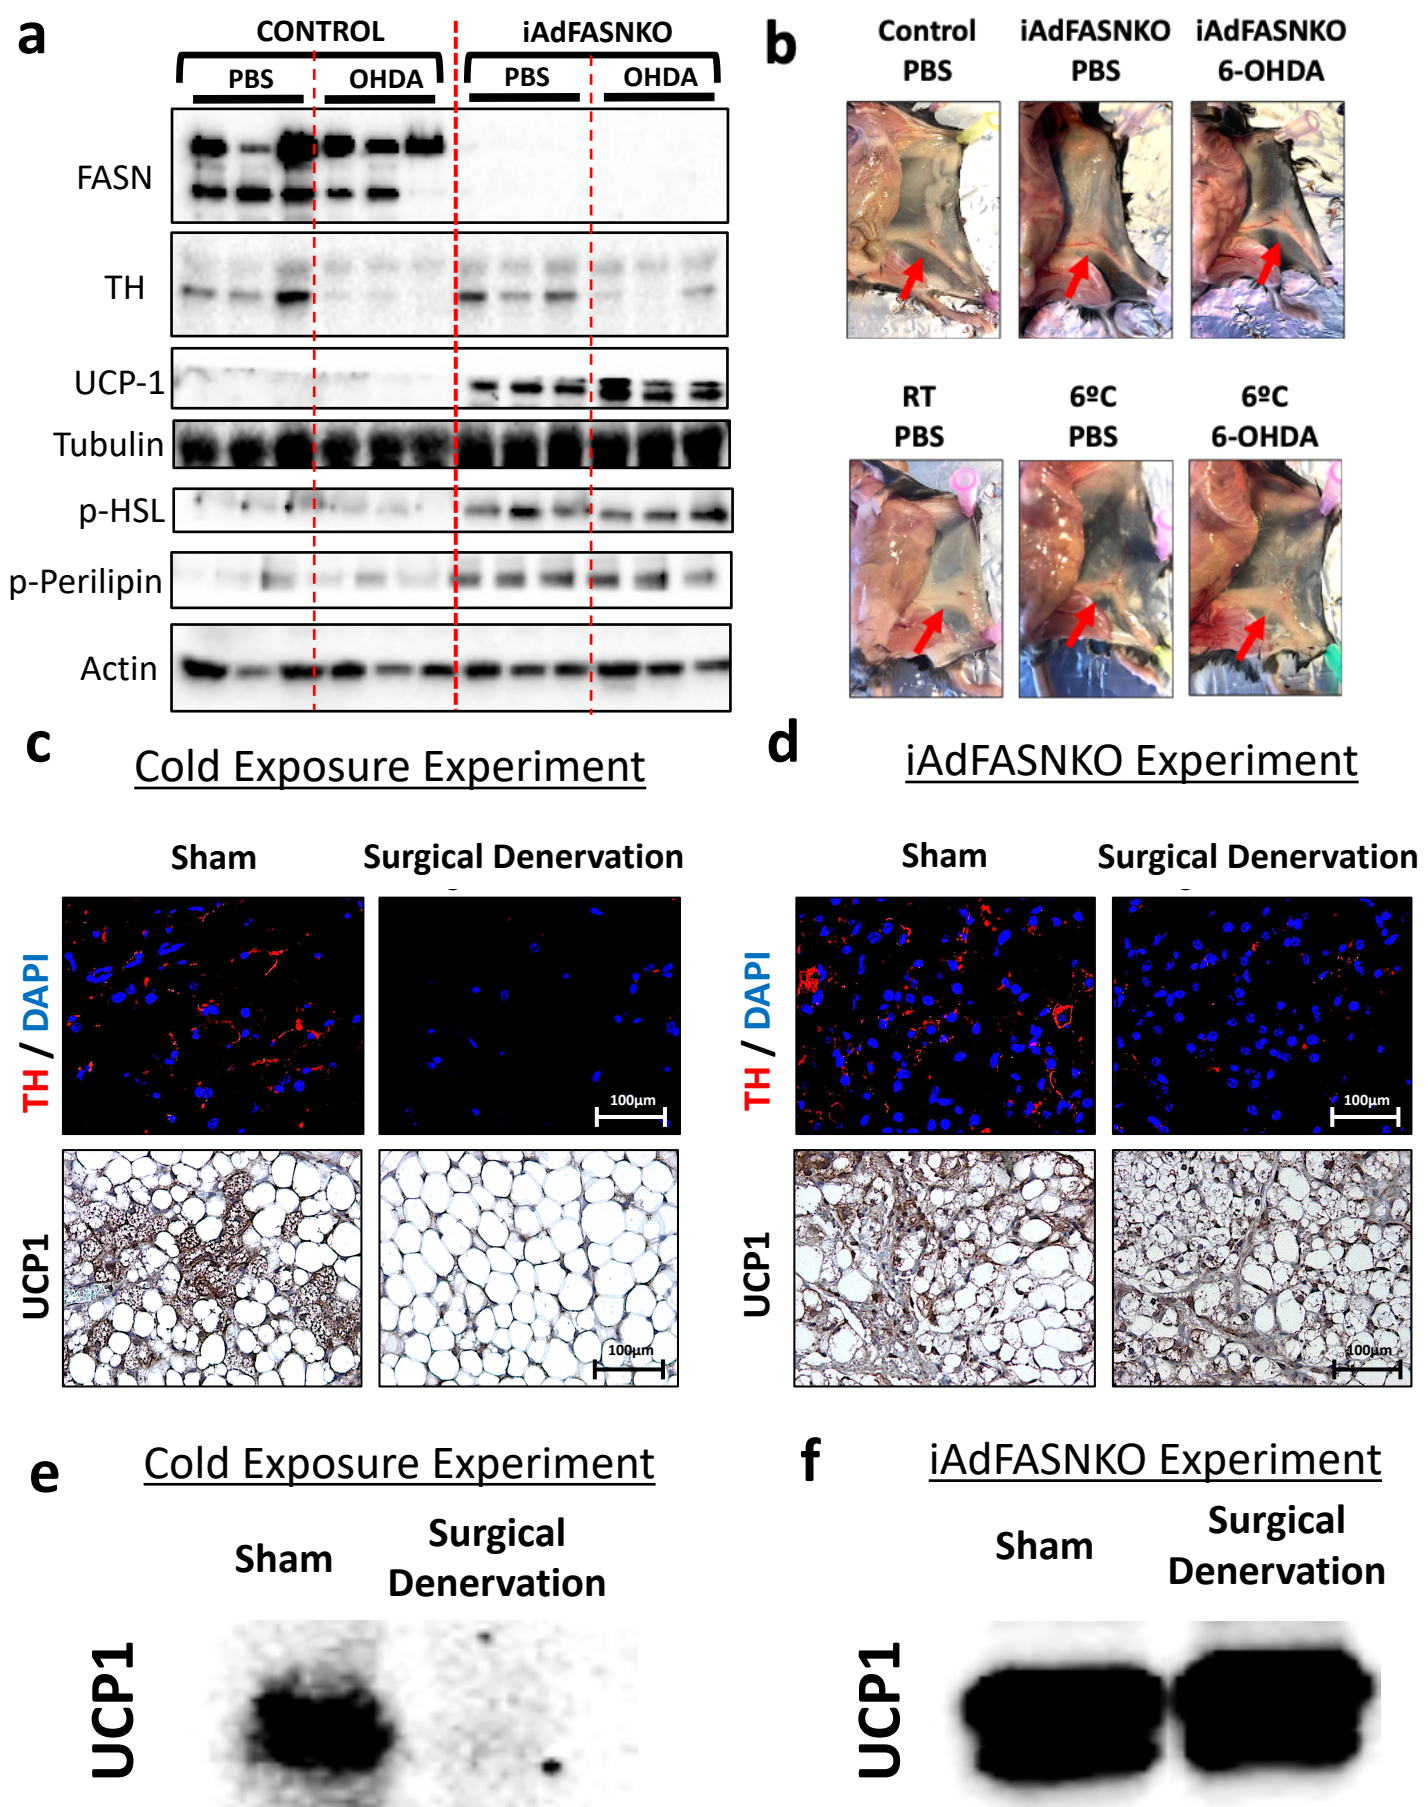 a
CONTROL
iAdFASNKO
PBS
OHDA
PBS
OHDA
FASN
TH
UCP-1
Tubulin
p-HSL
p-Perilipin
Actin
b
Control
PBS
iAdFASNKO
PBS
iAdFASNKO
6-OHDA
RT
PBS
6ºC
PBS
6ºC
6-OHDA
c
Cold Exposure Experiment
Sham
Surgical Denervation
TH / DAPI
100µm
UCP1
100µm
d
iAdFASNKO Experiment
Sham
Surgical Denervation
TH / DAPI
100µm
UCP1
100µm
e
Cold Exposure Experiment
Sham
Surgical
Denervation
UCP1
f
iAdFASNKO Experiment
Sham
Surgical
Denervation
UCP1